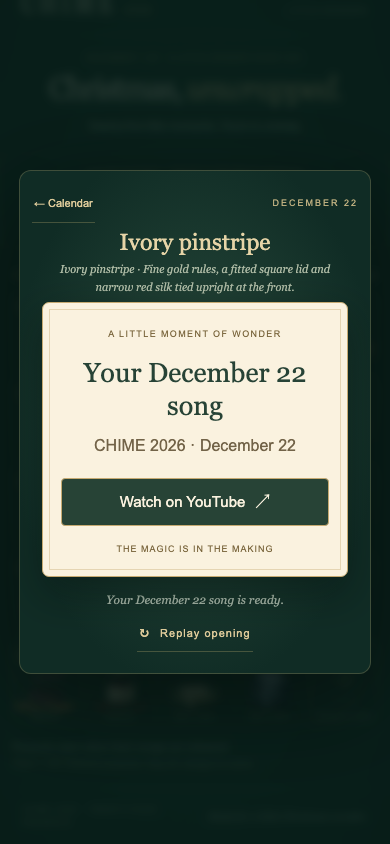 Christmas, unwrapped.
← Calendar
DECEMBER 22
Ivory pinstripe
Ivory pinstripe · Fine gold rules, a fitted square lid and
narrow red silk tied upright at the front.
A LITTLE MOMENT OF WONDER
Your December 22
song
CHIME 2026 · December 22
Watch on YouTube ↗
THE MAGIC IS IN THE MAKING
Your December 22 song is ready.
↻ Replay opening